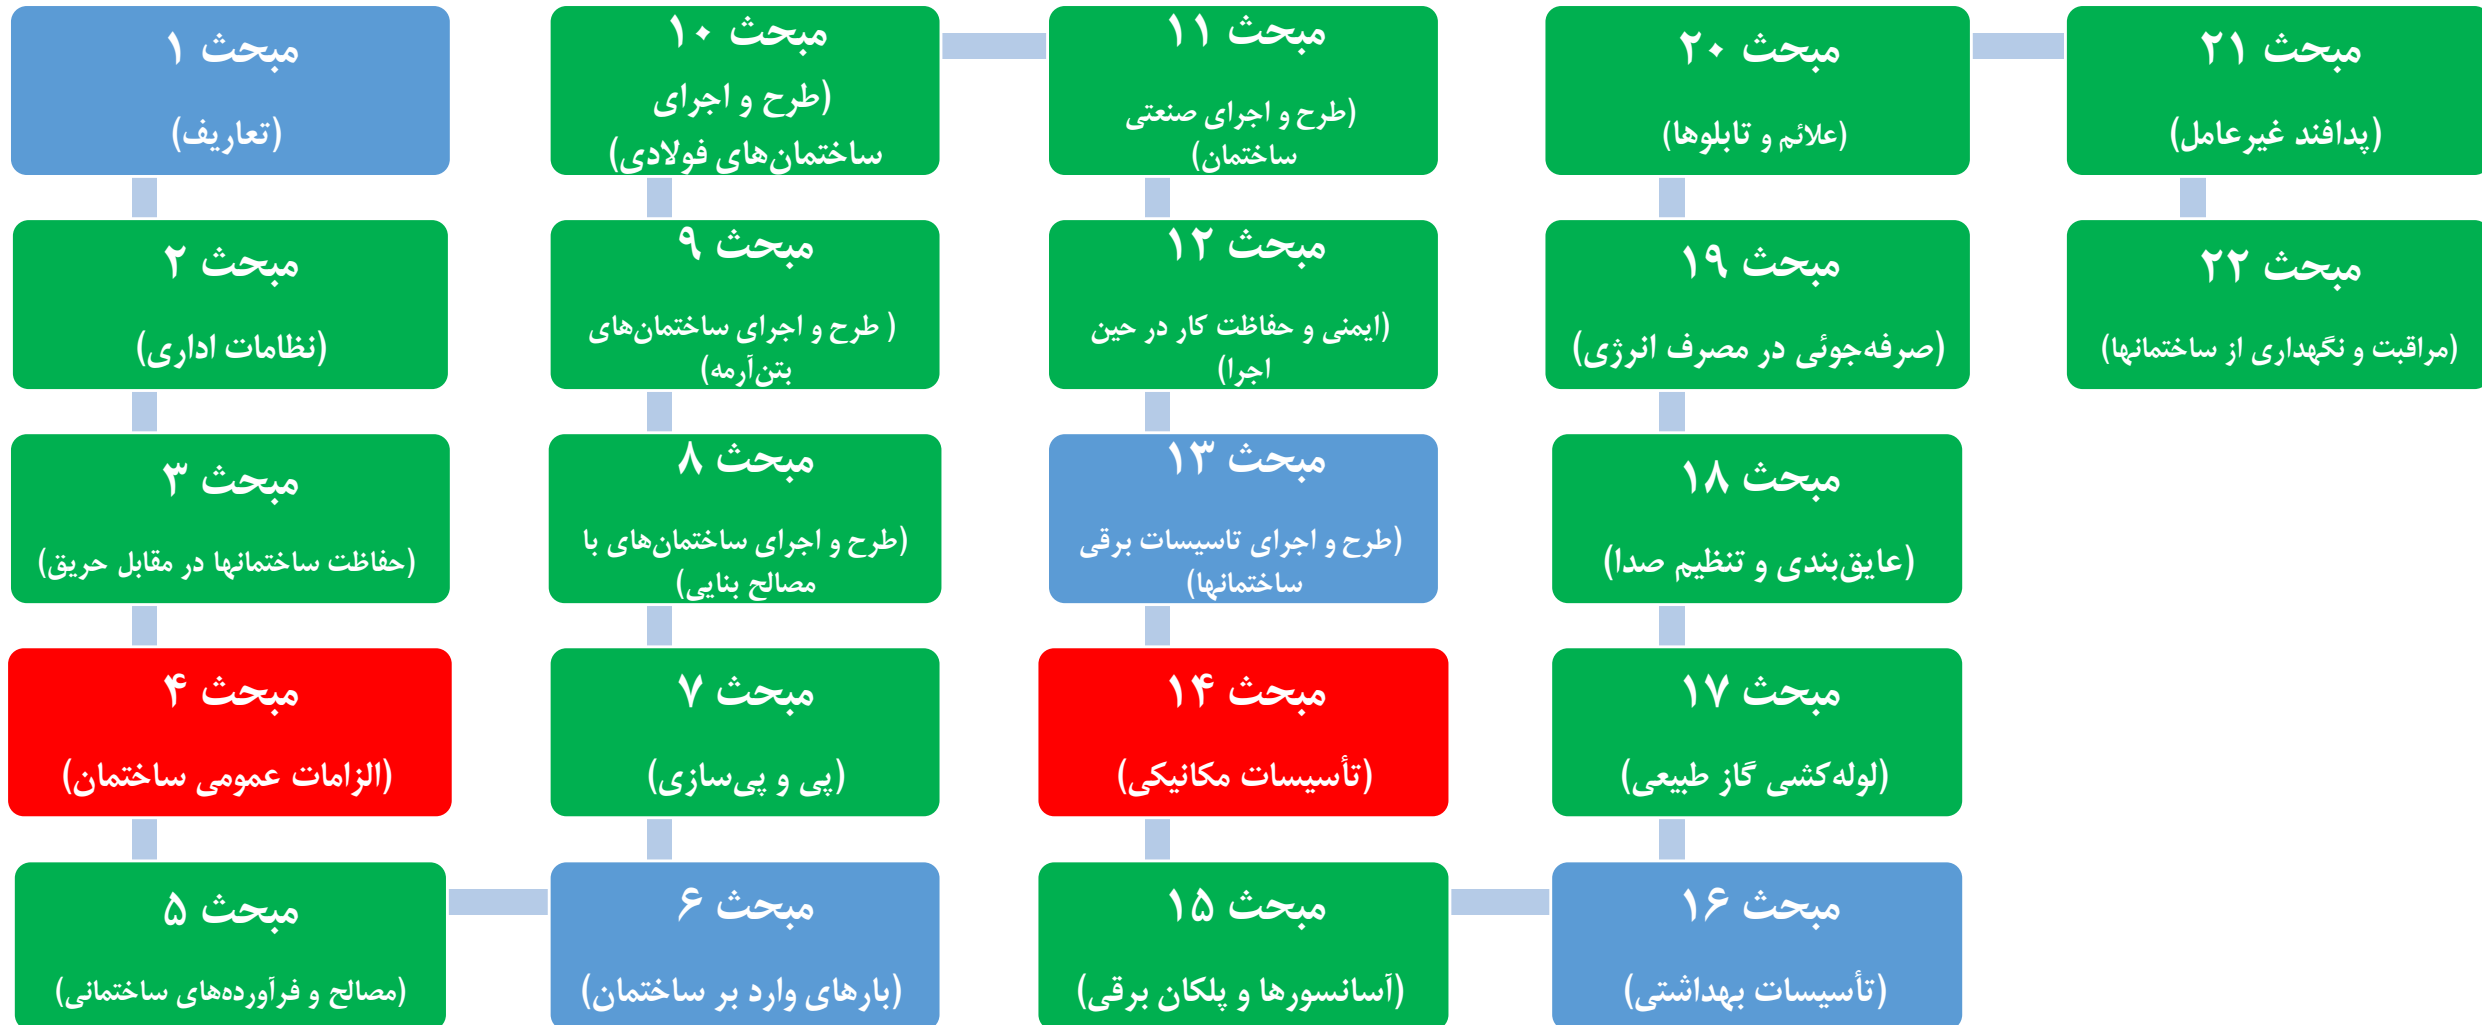 مبحث ۱
(تعاریف)
مبحث ۲
(نظامات اداری)
مبحث ۳
(حفاظت ساختمانها در مقابل حریق)
مبحث ۴
(الزامات عمومی ساختمان)
مبحث ۵
(مصالح و فرآورده‌های ساختمانی)
مبحث ۶
(بارهای وارد بر ساختمان)
مبحث ۷
(پی و پی‌سازی)
مبحث ۸
(طرح و اجرای ساختمان‌های با
مصالح بنایی)
مبحث ۹
( طرح و اجرای ساختمان‌های
بتن‌آرمه)
مبحث ۱۰
(طرح و اجرای
ساختمان‌های فولادی)
مبحث ۱۱
(طرح و اجرای صنعتی
ساختمان)
مبحث ۱۲
(ایمنی و حفاظت کار در حین
اجرا)
مبحث ۱۳
(طرح و اجرای تاسیسات برقی
ساختمانها)
مبحث ۱۴
(تأسیسات مکانیکی)
مبحث ۱۵
(آسانسورها و پلکان برقی)
مبحث ۱۶
(تأسیسات بهداشتی)
مبحث ۱۷
(لوله‌کشی گاز طبیعی)
مبحث ۱۸
(عایق‌بندی و تنظیم صدا)
مبحث ۱۹
(صرفه‌جوئی در مصرف انرژی)
مبحث ۲۰
(علائم و تابلوها)
مبحث ۲۱
(پدافند غیرعامل)
مبحث ۲۲
(مراقبت و نگهداری از ساختمانها)